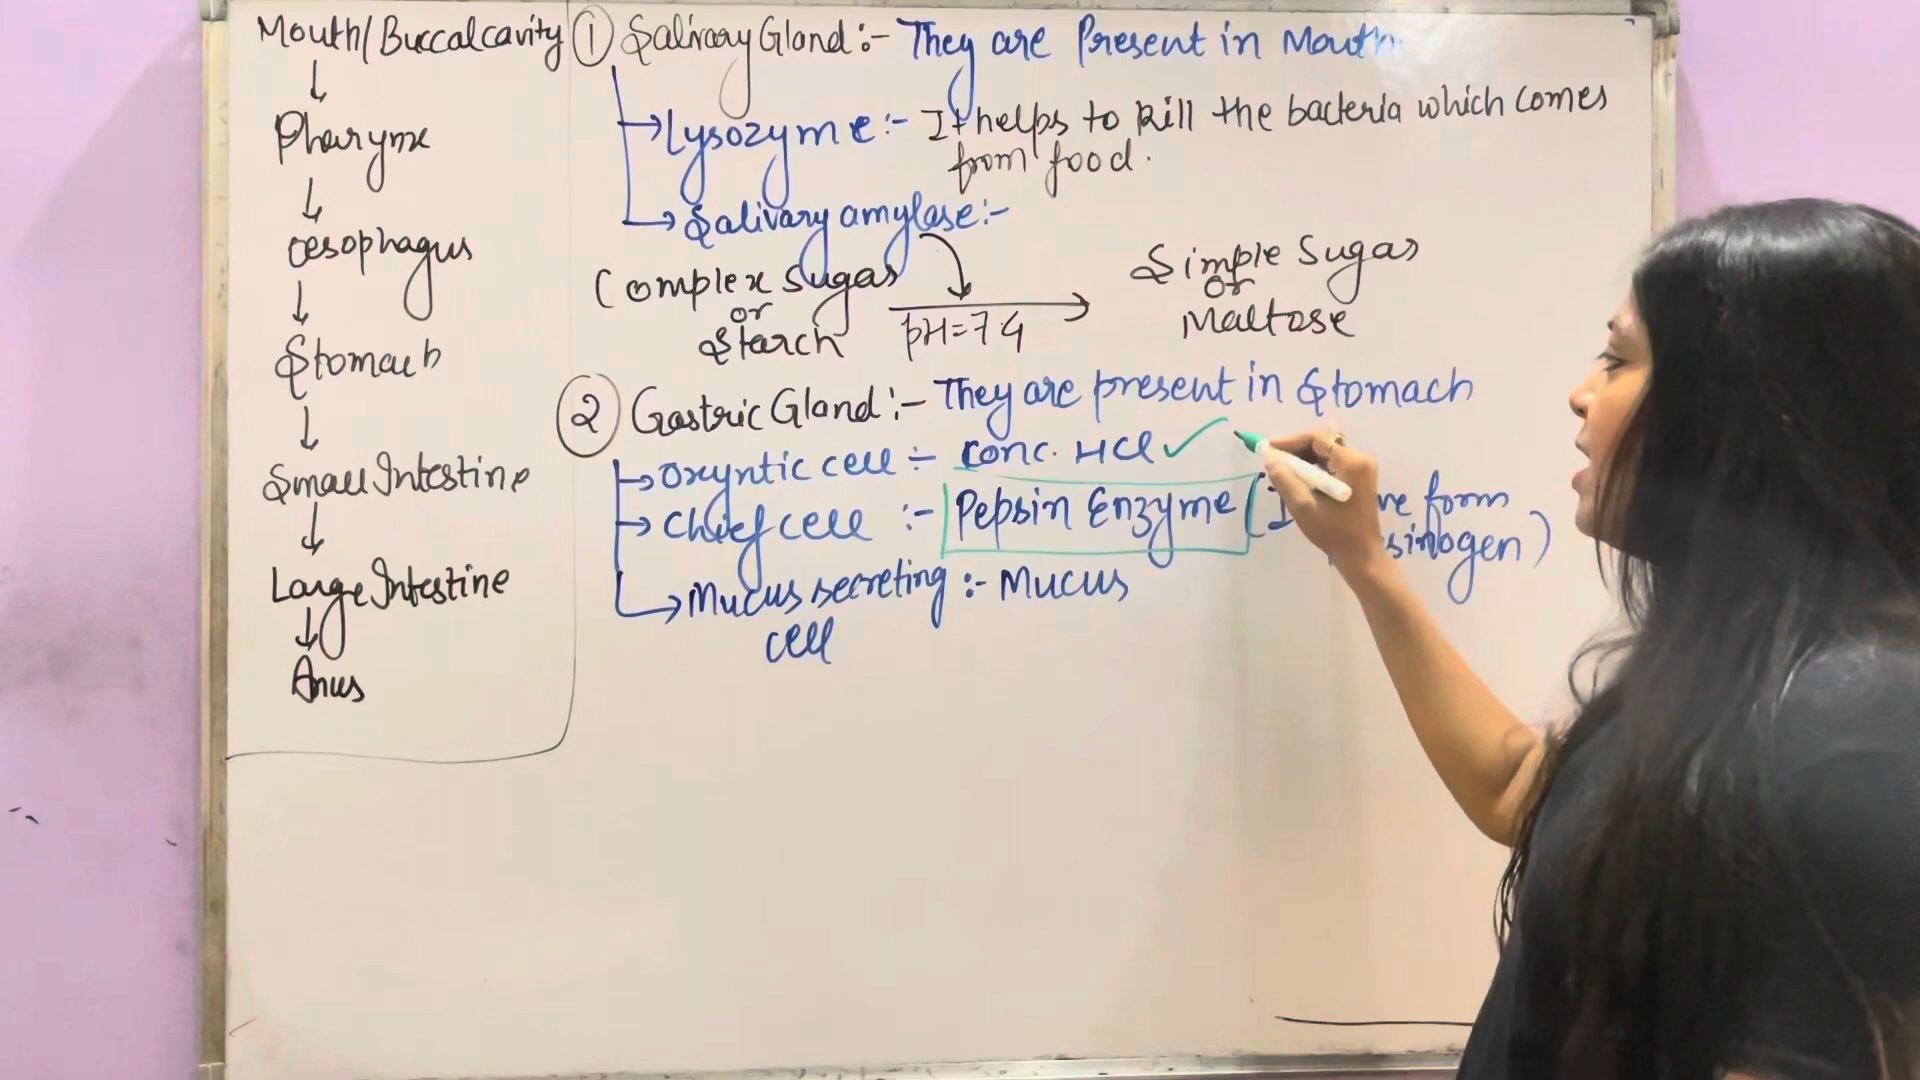 Mouth/Buccalcavity
↓
Pharynx
↓
Oesophagus
↓
Stomach
↓
Small Intestine
↓
Large Intestine
↓
Anus
① Salivary Gland :- They are Present in Mouth
→ Lysozyme :- It helps to kill the bacteria which comes
from food.
→ Salivary amylase :-
Complex Sugar
or
Starch
pH=7
Simple Sugar
or
Maltose
② Gastric Gland :- They are present in Stomach
→ Oxyntic cell :- conc. HCl ✓
→ Chief cell :- Pepsin Enzyme ( ve form
sinogen)
→ Mucus secreting :- Mucus
cell